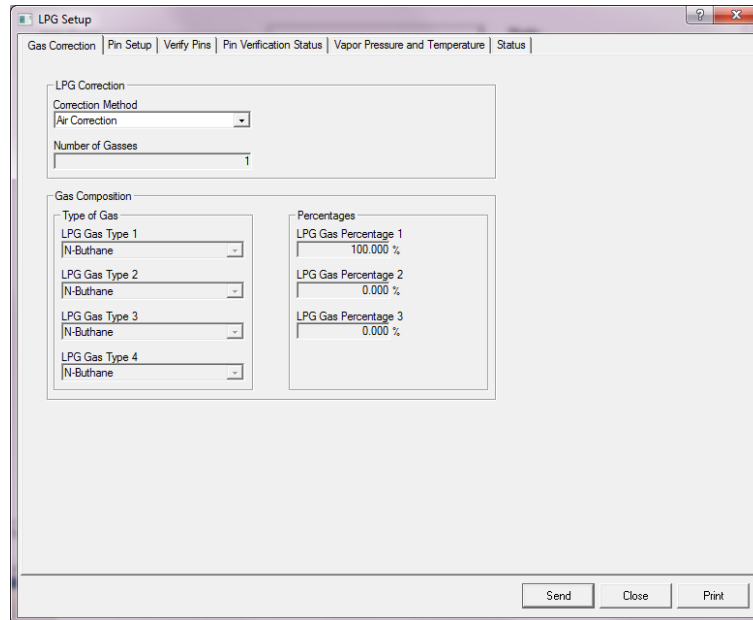 LPG Setup
Gas Correction Pin Setup Verify Pins Pin Verification Status Vapor Pressure and Temperature Status
LPG Correction
Correction Method
Air Correction
Number of Gasses
1
Gas Composition
Type of Gas
LPG Gas Type 1
N-Buthane
LPG Gas Type 2
N-Buthane
LPG Gas Type 3
N-Buthane
LPG Gas Type 4
N-Buthane
Percentages
LPG Gas Percentage 1
100.000 %
LPG Gas Percentage 2
0.000 %
LPG Gas Percentage 3
0.000 %
Send Close Print